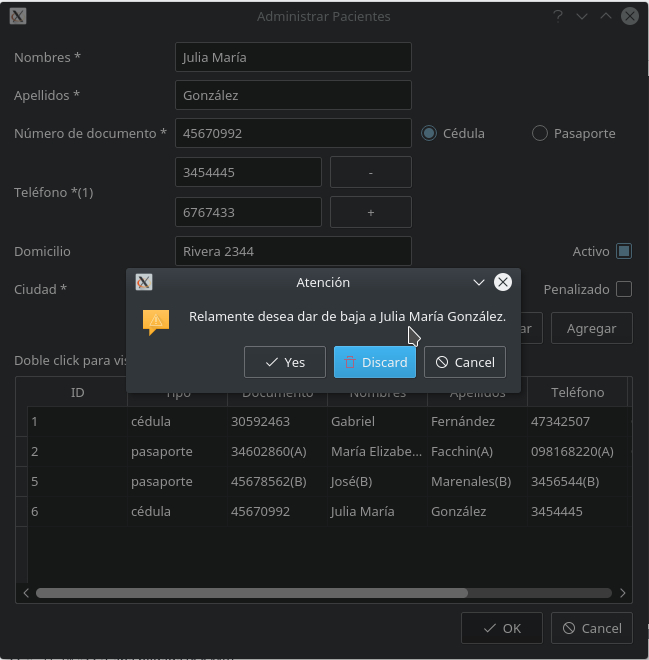 Administrar Pacientes
Nombres * Julia María
Apellidos * González
Número de documento * 45670992 Cédula Pasaporte
3454445 -
Teléfono *(1)
6767433 +
Domicilio Rivera 2344 Activo
Ciudad * Penalizado
Atención
Relamente desea dar de baja a Julia María González.
ar Agregar
Yes Discard Cancel
Doble click para vis
ID Tipo Documento Nombres Apellidos Teléfono
1 cédula 30592463 Gabriel Fernández 47342507
2 pasaporte 34602860(A) María Elizabe... Facchin(A) 098168220(A)
5 pasaporte 45678562(B) José(B) Marenales(B) 3456544(B)
6 cédula 45670992 Julia María González 3454445
OK Cancel